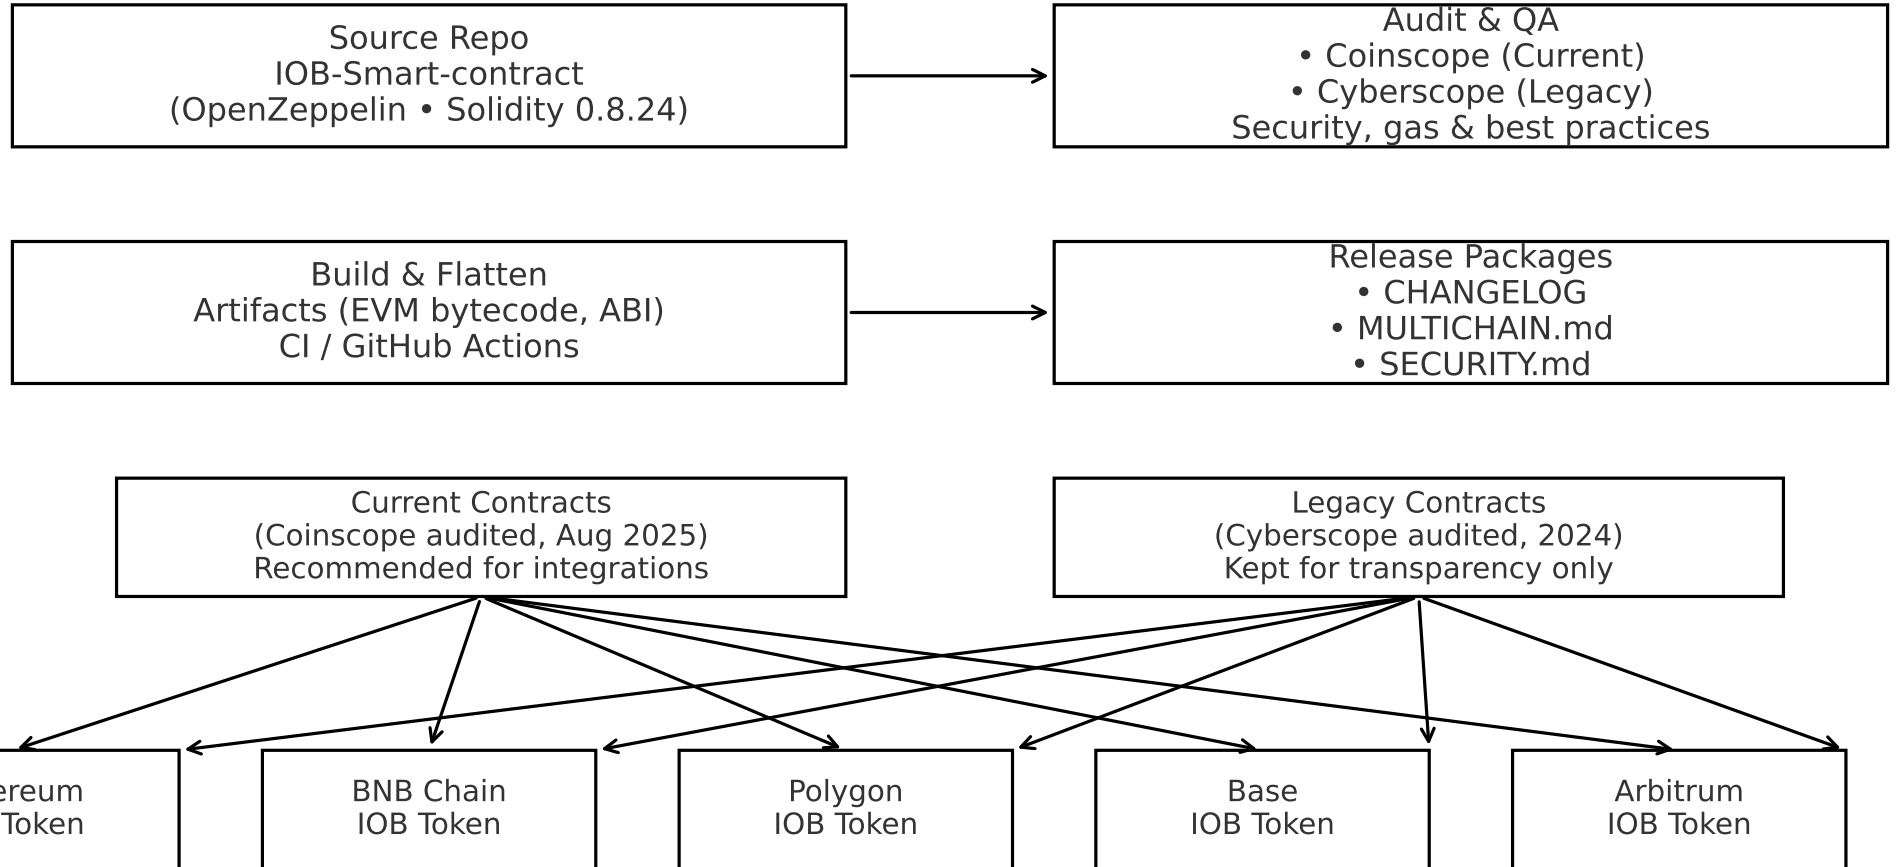 Source Repo
IOB-Smart-contract
(OpenZeppelin • Solidity 0.8.24)
Audit & QA
• Coinscope (Current)
• Cyberscope (Legacy)
Security, gas & best practices
Build & Flatten
Artifacts (EVM bytecode, ABI)
CI / GitHub Actions
Release Packages
• CHANGELOG
• MULTICHAIN.md
• SECURITY.md
Current Contracts
(Coinscope audited, Aug 2025)
Recommended for integrations
Legacy Contracts
(Cyberscope audited, 2024)
Kept for transparency only
ereum
Token
BNB Chain
IOB Token
Polygon
IOB Token
Base
IOB Token
Arbitrum
IOB Token